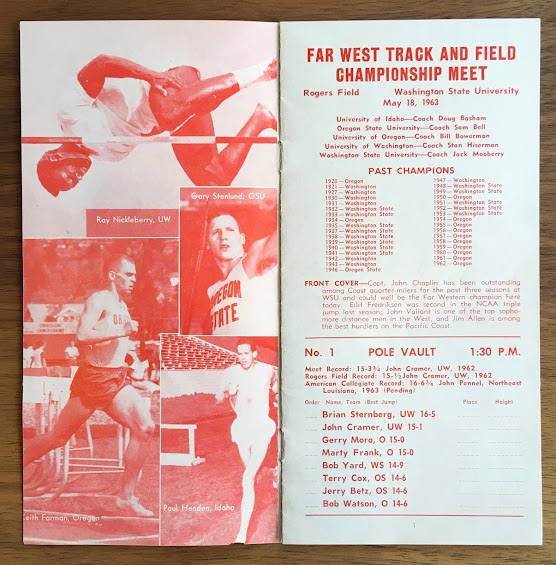 Gary Stenlund, OSU
Ray Nickleberry, UW
OREGON
STATE
Keith Forman, Oregon
Paul Henden, Idaho
FAR WEST TRACK AND FIELD
CHAMPIONSHIP MEET
Rogers Field Washington State University
May 18, 1963
University of Idaho—Coach Doug Basham
Oregon State University—Coach Sam Bell
University of Oregon—Coach Bill Bowerman
University of Washington—Coach Stan Hiserman
Washington State University—Coach Jack Mooberry
PAST CHAMPIONS
1920—Oregon
1921—Washington
1927—Washington
1930—Washington
1931—Washington
1932—Washington State
1933—Washington State
1934—Oregon
1935—Washington State
1937—Washington State
1938—Washington State
1939—Washington State
1940—Washington State
1941—Washington State
1942—Washington
1943—Washington
1946—Oregon State
1947—Washington
1948—Washington State
1949—Washington State
1950—Oregon
1951—Washington State
1952—Washington State
1953—Washington State
1954—Oregon
1955—Oregon
1956—Oregon
1957—Oregon
1958—Oregon
1959—Oregon
1960—Oregon
1961—Oregon
1962—Oregon
FRONT COVER—Capt. John Chaplin has been outstanding
among Coast quarter-milers for the past three seasons at
WSU and could well be the Far Western champion here
today. Eilif Fredriksen was second in the NCAA triple
jump last season; John Valiant is one of the top sopho-
more distance men in the West, and Jim Allen is among
the best hurdlers on the Pacific Coast.
No. 1 POLE VAULT 1:30 P.M.
Meet Record: 15-3¾ John Cramer, UW, 1962
Rogers Field Record: 15-½ John Cramer, UW, 1962
American Collegiate Record: 16-6¾ John Pennel, Northeast
Louisiana, 1963 (Pending)
Order Name, Team (Best Jump) Place Height
Brian Sternberg, UW 16-5
John Cramer, UW 15-1
Gerry Moro, O 15-0
Marty Frank, O 15-0
Bob Yard, WS 14-9
Terry Cox, OS 14-6
Jerry Betz, OS 14-6
Bob Watson, O 14-6
1